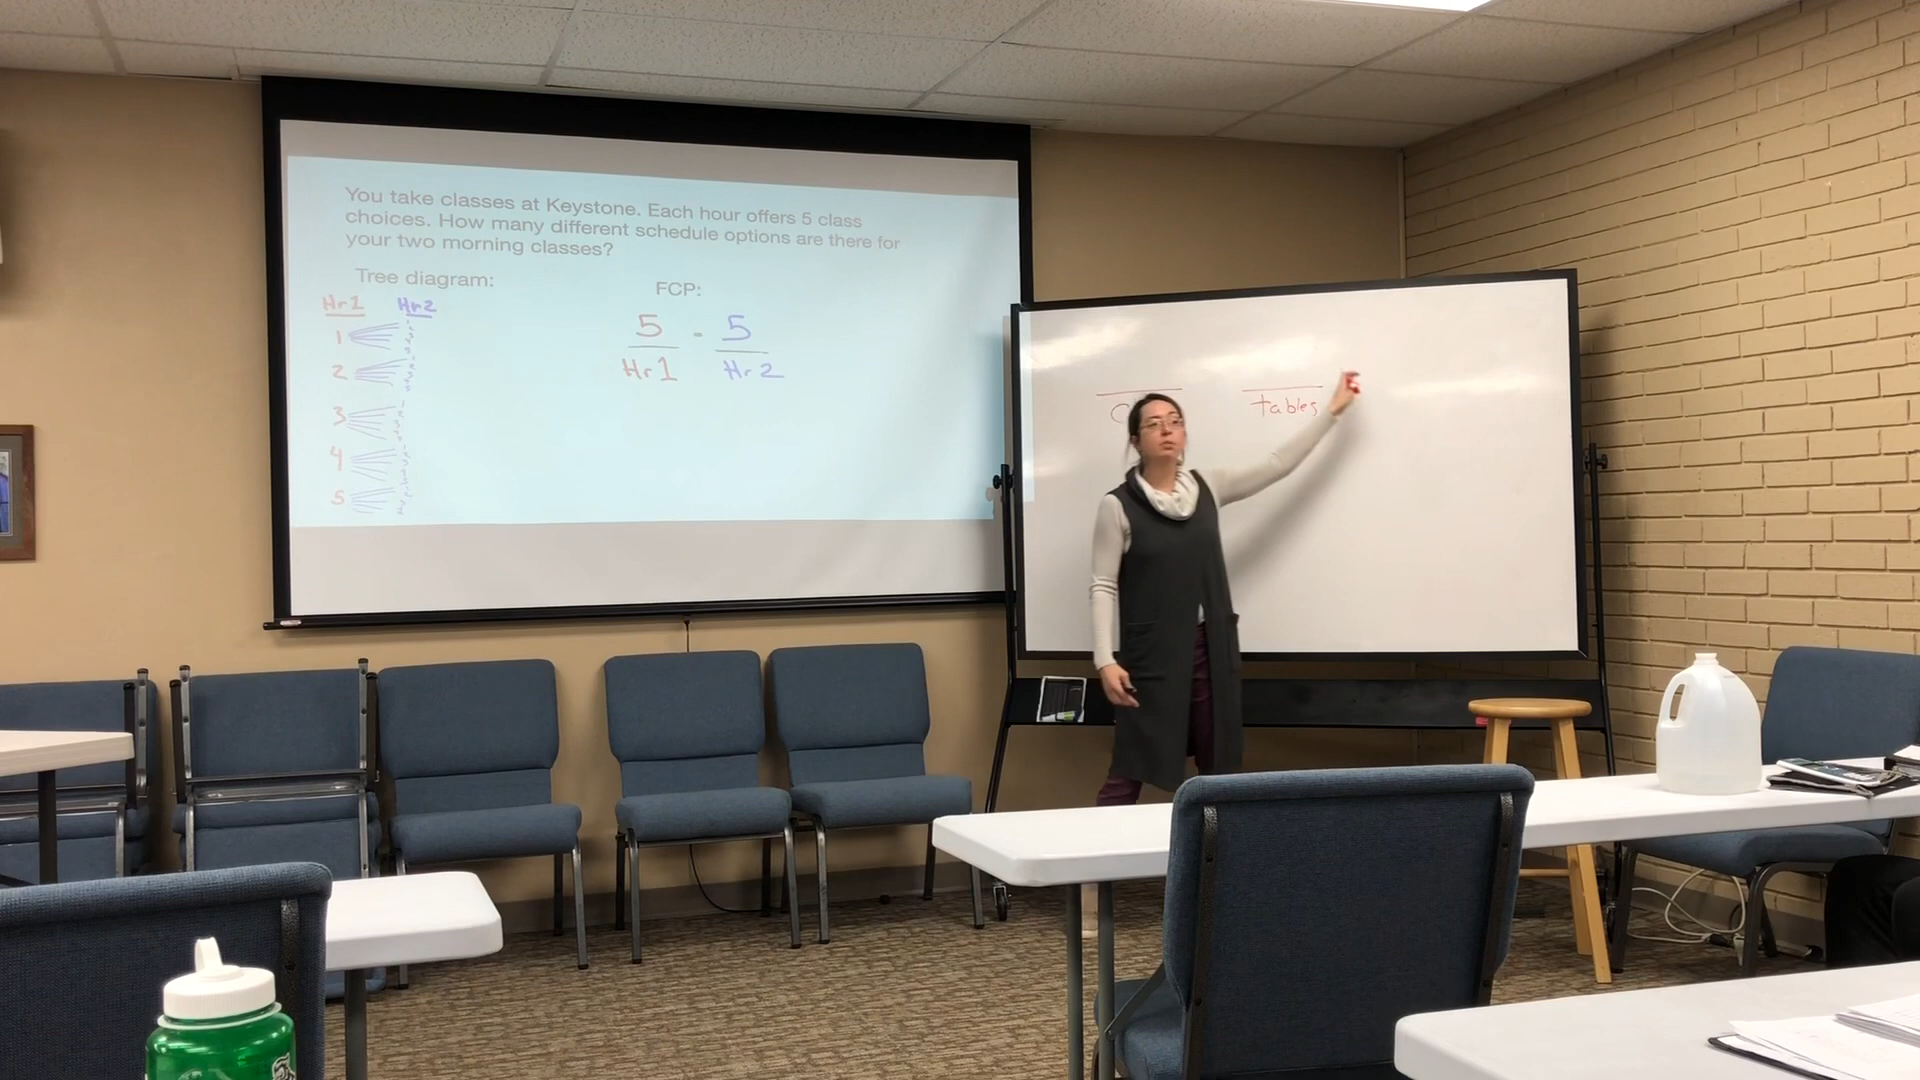 You take classes at Keystone. Each hour offers 5 class
choices. How many different schedule options are there for
your two morning classes?
Tree diagram:
FCP:
Hr1 Hr2
1
2
3
4
5
5 · 5
Hr1 Hr2
tables